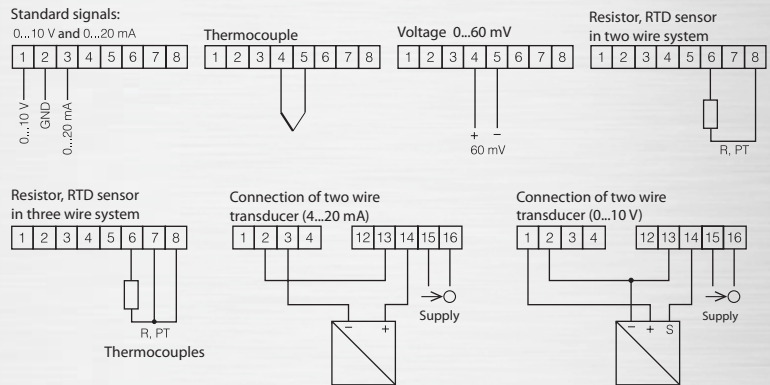 Standard signals:
0...10 V and 0...20 mA
1 2 3 4 5 6 7 8
0...10 V
GND
0...20 mA
Thermocouple
1 2 3 4 5 6 7 8
Voltage 0...60 mV
1 2 3 4 5 6 7 8
+ −
60 mV
Resistor, RTD sensor
in two wire system
1 2 3 4 5 6 7 8
R, PT
Resistor, RTD sensor
in three wire system
1 2 3 4 5 6 7 8
R, PT
Thermocouples
Connection of two wire
transducer (4...20 mA)
1 2 3 4 12 13 14 15 16
Supply
− +
Connection of two wire
transducer (0...10 V)
1 2 3 4 12 13 14 15 16
Supply
− + S